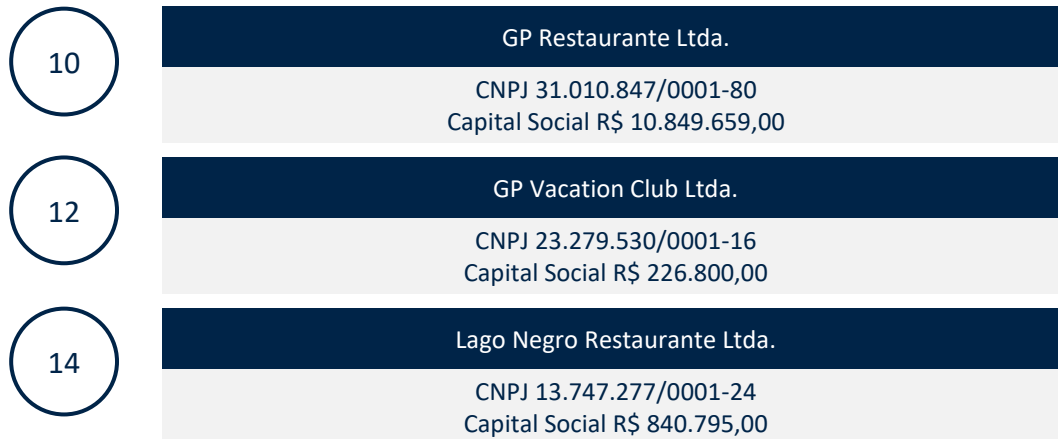 10
GP Restaurante Ltda.
CNPJ 31.010.847/0001-80
Capital Social R$ 10.849.659,00
12
GP Vacation Club Ltda.
CNPJ 23.279.530/0001-16
Capital Social R$ 226.800,00
14
Lago Negro Restaurante Ltda.
CNPJ 13.747.277/0001-24
Capital Social R$ 840.795,00